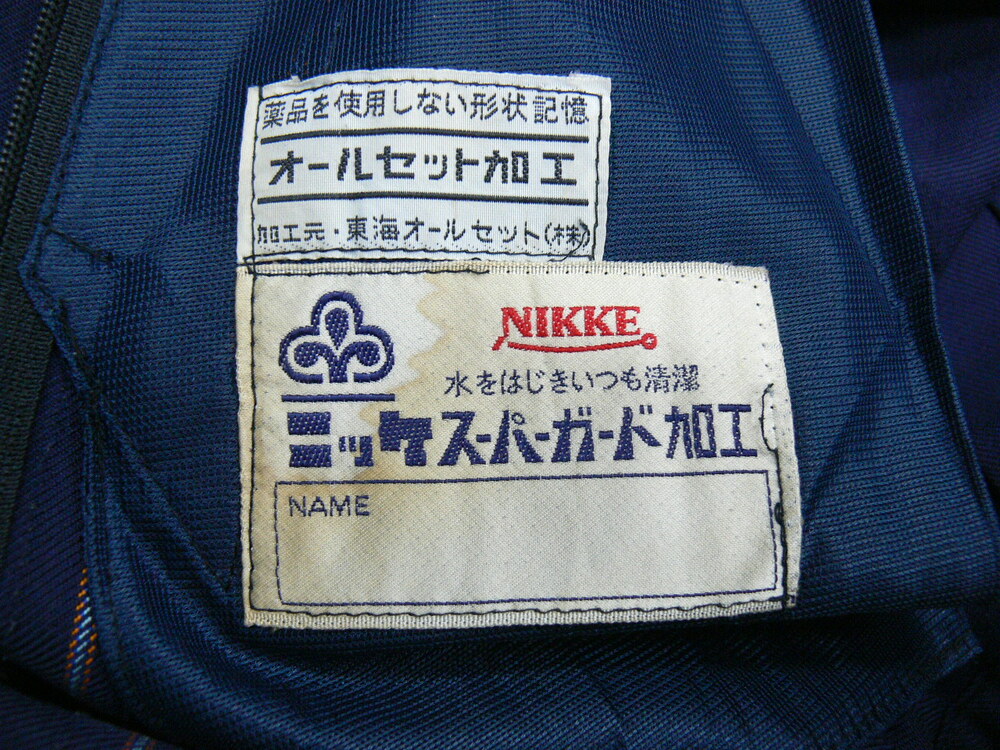 薬品を使用しない形状記憶
オールセット加工
加工元・東海オールセット(株)
NIKKE
水をはじきいつも清潔
ニッケスーパーガード加工
NAME